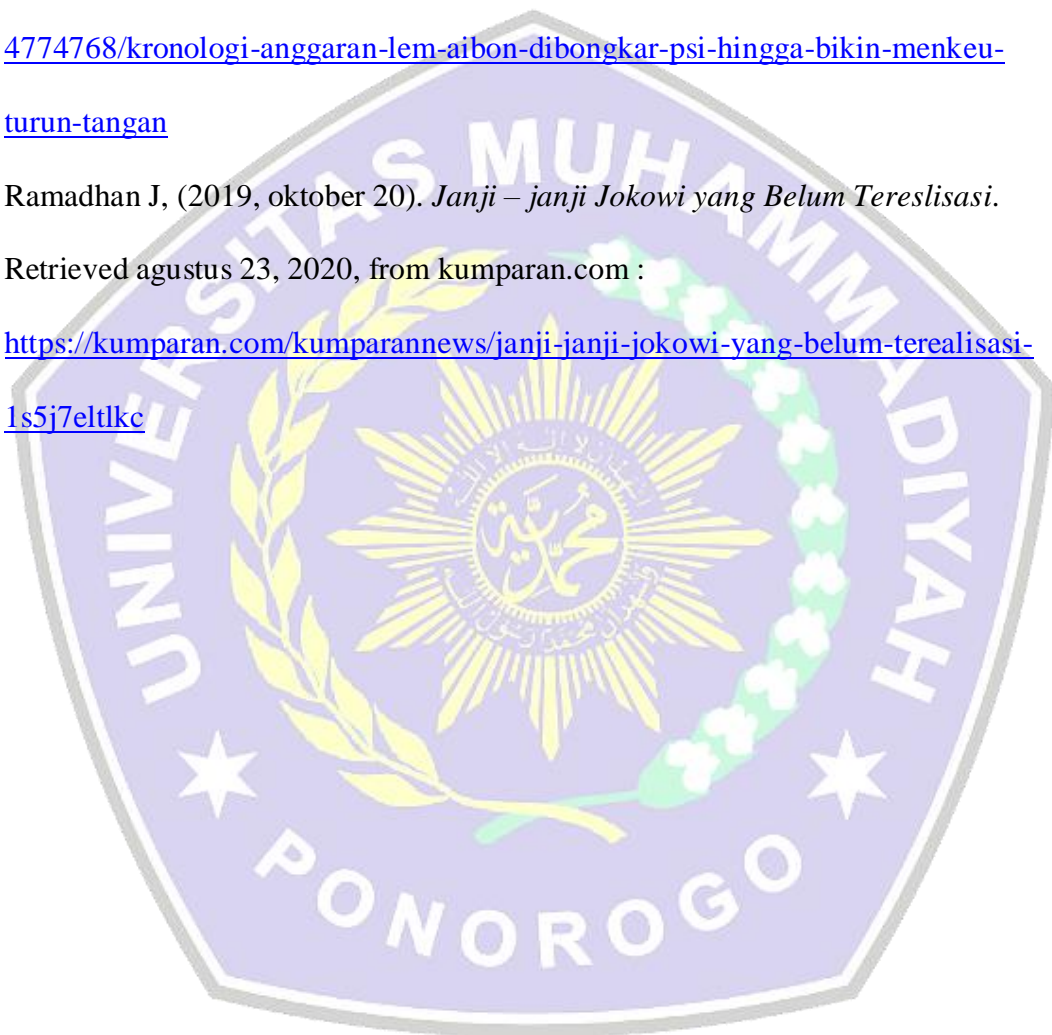 4774768/kronologi-anggaran-lem-aibon-dibongkar-psi-hingga-bikin-menkeu-
turun-tangan
Ramadhan J, (2019, oktober 20). Janji – janji Jokowi yang Belum Tereslisasi.
Retrieved agustus 23, 2020, from kumparan.com :
https://kumparan.com/kumparannews/janji-janji-jokowi-yang-belum-terealisasi-
1s5j7eltlkc
UNIVERSITAS MUHAMMADIYAH
PONOROGO
محمدية